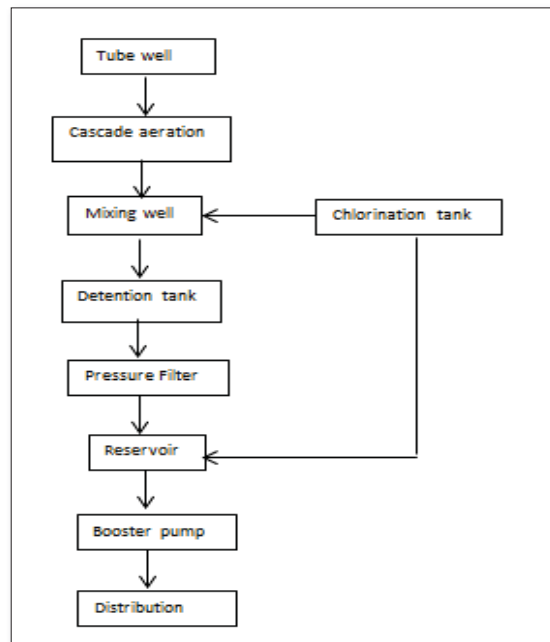 Tube well
Cascade aeration
Mixing well
Chlorination tank
Detention tank
Pressure Filter
Reservoir
Booster pump
Distribution